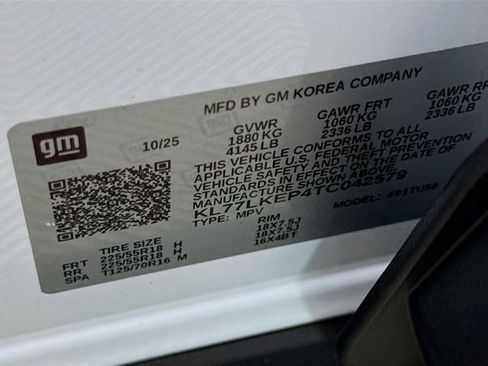 gm
MFD BY GM KOREA COMPANY
10/25
GVWR GAWR FRT GAWR RR
1880 KG 1060 KG 1060 KG
4145 LB 2336 LB 2336 LB
THIS VEHICLE CONFORMS TO ALL
APPLICABLE U.S. FEDERAL MOTOR
VEHICLE SAFETY AND THEFT PREVENTION
STANDARDS IN EFFECT ON THE DATE OF
MANUFACTURE SHOWN ABOVE.
KL77LKEP4TC042579
TYPE: MPV MODEL: 491TU58
TIRE SIZE RIM
FRT 225/55R18 H 18X7.5J
RR 225/55R18 H 18X7.5J
SPA T125/70R16 M 16X4BT